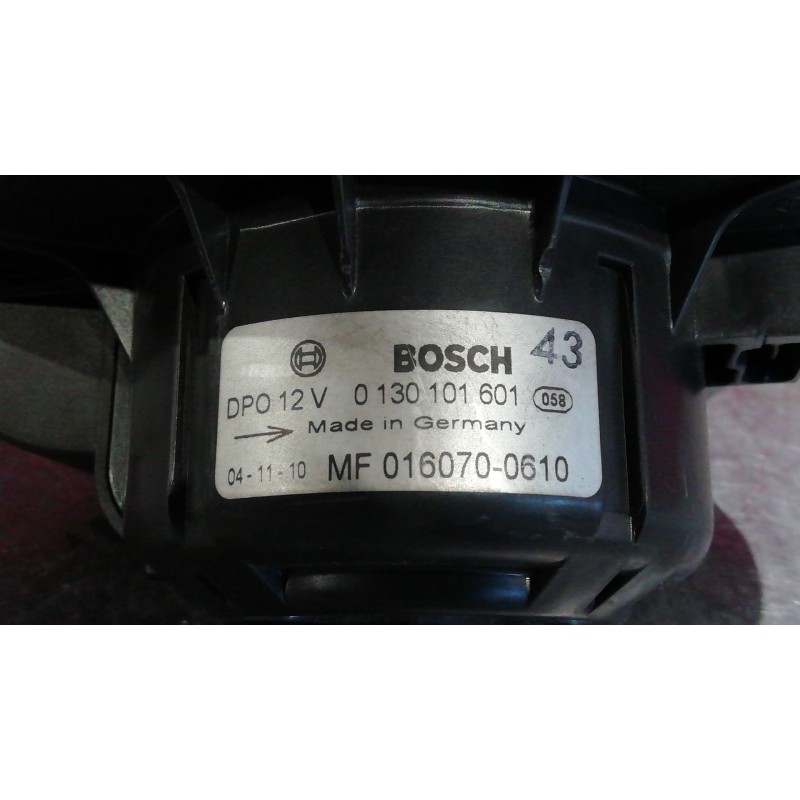 BOSCH 43
DPO 12 V 0 130 101 601 058
Made in Germany
04-11-10 MF 016070-0610